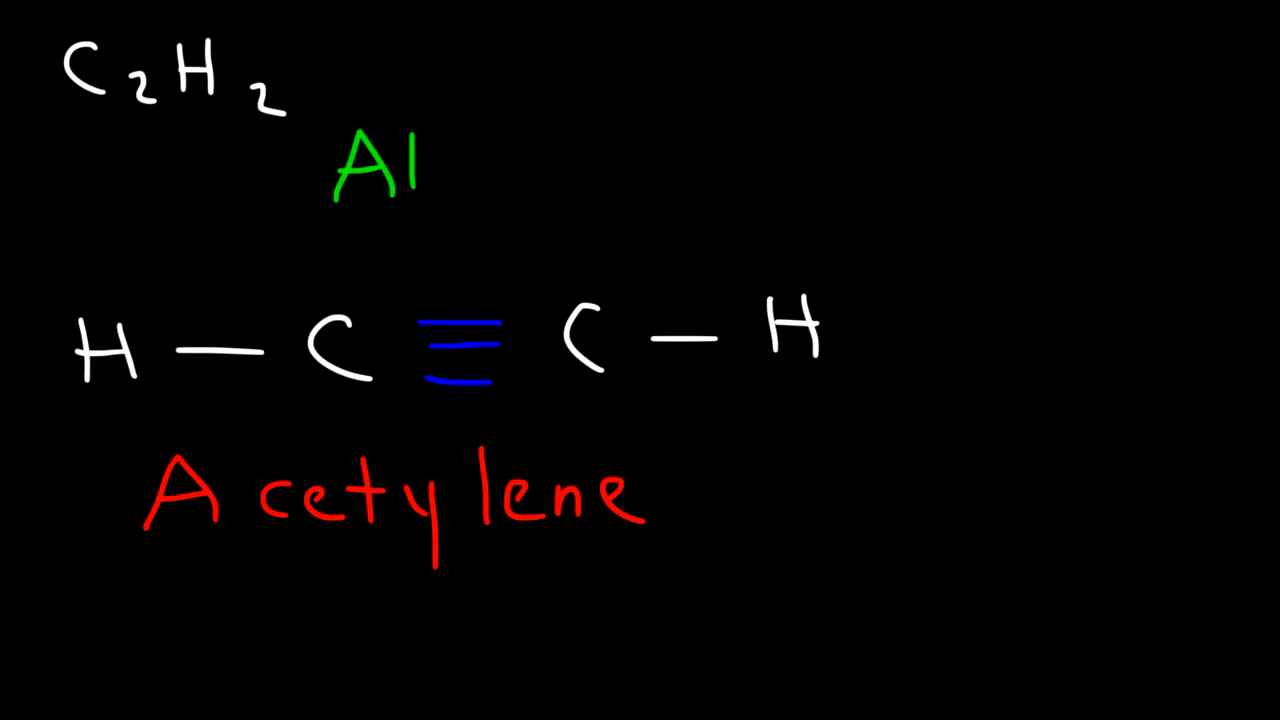 C₂H₂
Al
H — C ≡ C — H
Acetylene